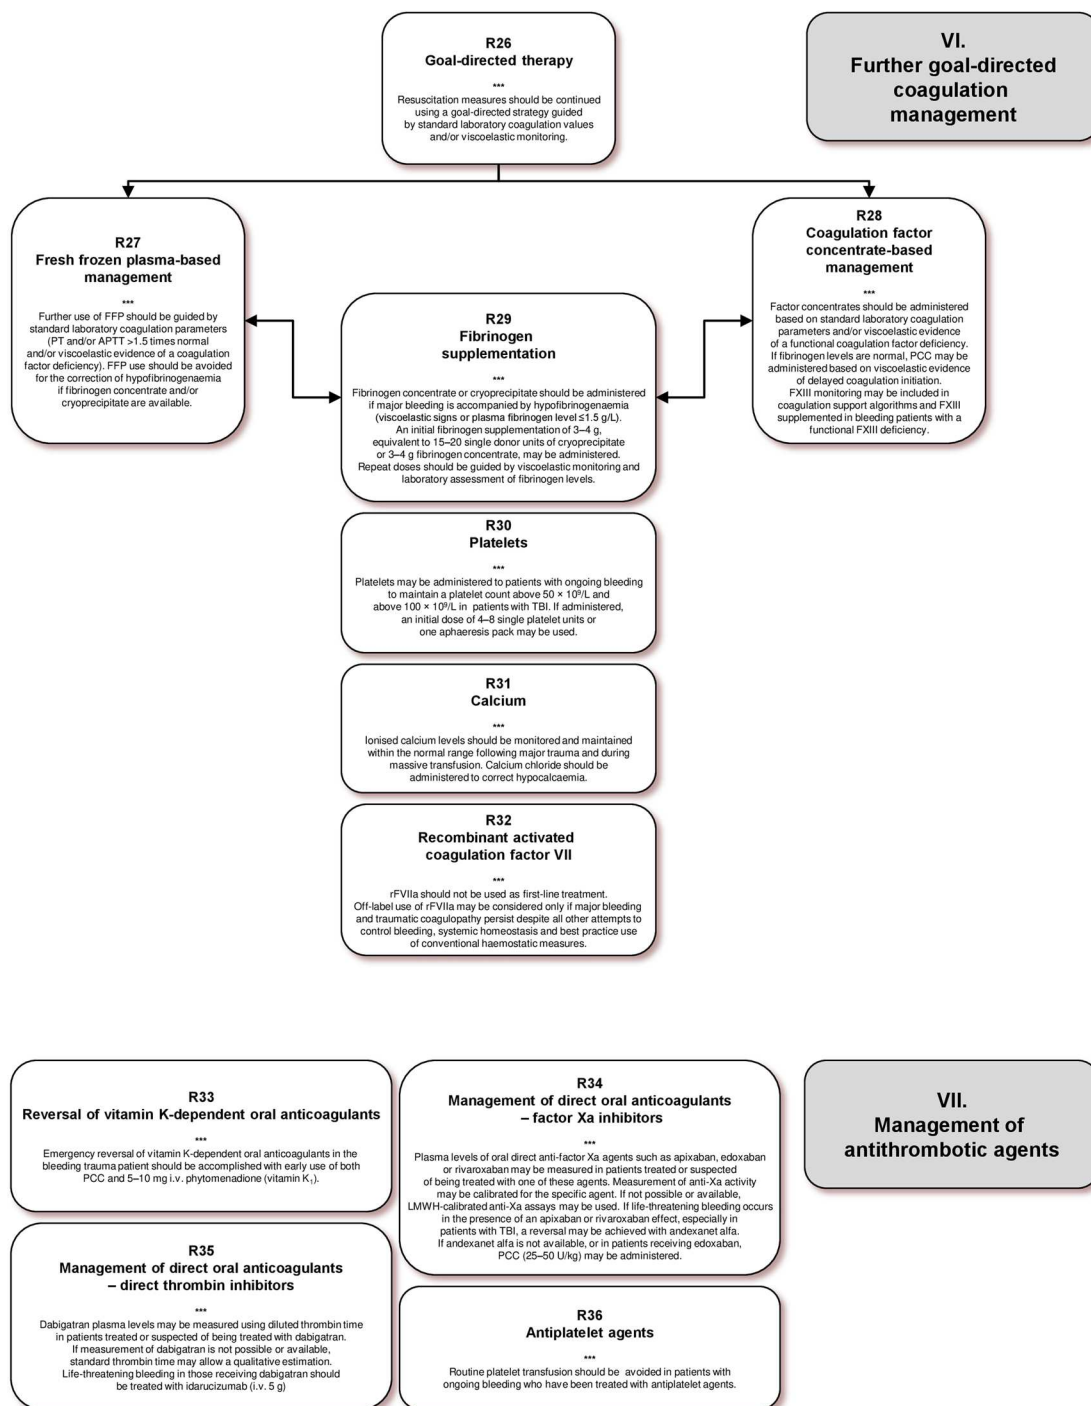 R26
Goal-directed therapy
***
Resuscitation measures should be continued
using a goal-directed strategy guided
by standard laboratory coagulation values
and/or viscoelastic monitoring.
VI.
Further goal-directed
coagulation
management
R27
Fresh frozen plasma-based
management
***
Further use of FFP should be guided by
standard laboratory coagulation parameters
(PT and/or APTT >1.5 times normal
and/or viscoelastic evidence of a coagulation
factor deficiency). FFP use should be avoided
for the correction of hypofibrinogenaemia
if fibrinogen concentrate and/or
cryoprecipitate are available.
R28
Coagulation factor
concentrate-based
management
***
Factor concentrates should be administered
based on standard laboratory coagulation
parameters and/or viscoelastic evidence
of a functional coagulation factor deficiency.
If fibrinogen levels are normal, PCC may be
administered based on viscoelastic evidence
of delayed coagulation initiation.
FXIII monitoring may be included in
coagulation support algorithms and FXIII
supplemented in bleeding patients with a
functional FXIII deficiency.
R29
Fibrinogen
supplementation
***
Fibrinogen concentrate or cryoprecipitate should be administered
if major bleeding is accompanied by hypofibrinogenaemia
(viscoelastic signs or plasma fibrinogen level ≤1.5 g/L).
An initial fibrinogen supplementation of 3–4 g,
equivalent to 15–20 single donor units of cryoprecipitate
or 3–4 g fibrinogen concentrate, may be administered.
Repeat doses should be guided by viscoelastic monitoring and
laboratory assessment of fibrinogen levels.
R30
Platelets
***
Platelets may be administered to patients with ongoing bleeding
to maintain a platelet count above 50 × 10⁹/L and
above 100 × 10⁹/L in patients with TBI. If administered,
an initial dose of 4–8 single platelet units or
one aphaeresis pack may be used.
R31
Calcium
***
Ionised calcium levels should be monitored and maintained
within the normal range following major trauma and during
massive transfusion. Calcium chloride should be
administered to correct hypocalcaemia.
R32
Recombinant activated
coagulation factor VII
***
rFVIIa should not be used as first-line treatment.
Off-label use of rFVIIa may be considered only if major bleeding
and traumatic coagulopathy persist despite all other attempts to
control bleeding, systemic homeostasis and best practice use
of conventional haemostatic measures.
R33
Reversal of vitamin K-dependent oral anticoagulants
***
Emergency reversal of vitamin K-dependent oral anticoagulants in the
bleeding trauma patient should be accomplished with early use of both
PCC and 5–10 mg i.v. phytomenadione (vitamin K₁).
R34
Management of direct oral anticoagulants
– factor Xa inhibitors
***
Plasma levels of oral direct anti-factor Xa agents such as apixaban, edoxaban
or rivaroxaban may be measured in patients treated or suspected
of being treated with one of these agents. Measurement of anti-Xa activity
may be calibrated for the specific agent. If not possible or available,
LMWH-calibrated anti-Xa assays may be used. If life-threatening bleeding occurs
in the presence of an apixaban or rivaroxaban effect, especially in
patients with TBI, a reversal may be achieved with andexanet alfa.
If andexanet alfa is not available, or in patients receiving edoxaban,
PCC (25–50 U/kg) may be administered.
VII.
Management of
antithrombotic agents
R35
Management of direct oral anticoagulants
– direct thrombin inhibitors
***
Dabigatran plasma levels may be measured using diluted thrombin time
in patients treated or suspected of being treated with dabigatran.
If measurement of dabigatran is not possible or available,
standard thrombin time may allow a qualitative estimation.
Life-threatening bleeding in those receiving dabigatran should
be treated with idarucizumab (i.v. 5 g)
R36
Antiplatelet agents
***
Routine platelet transfusion should be avoided in patients with
ongoing bleeding who have been treated with antiplatelet agents.